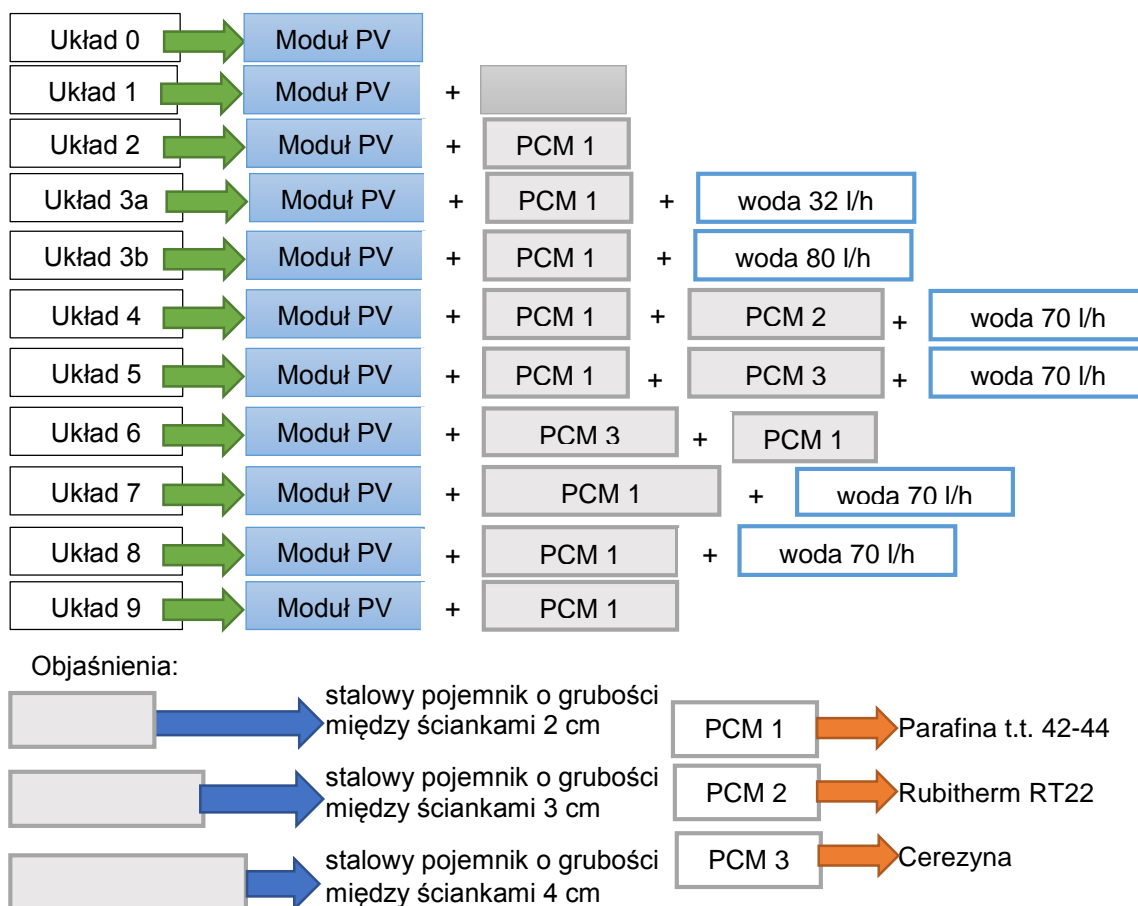 Układ 0 Moduł PV
Układ 1 Moduł PV +
Układ 2 Moduł PV + PCM 1
Układ 3a Moduł PV + PCM 1 + woda 32 l/h
Układ 3b Moduł PV + PCM 1 + woda 80 l/h
Układ 4 Moduł PV + PCM 1 + PCM 2 + woda 70 l/h
Układ 5 Moduł PV + PCM 1 + PCM 3 + woda 70 l/h
Układ 6 Moduł PV + PCM 3 + PCM 1
Układ 7 Moduł PV + PCM 1 + woda 70 l/h
Układ 8 Moduł PV + PCM 1 + woda 70 l/h
Układ 9 Moduł PV + PCM 1
Objaśnienia:
stalowy pojemnik o grubości
między ściankami 2 cm
stalowy pojemnik o grubości
między ściankami 3 cm
stalowy pojemnik o grubości
między ściankami 4 cm
PCM 1 Parafina t.t. 42-44
PCM 2 Rubitherm RT22
PCM 3 Cerezyna